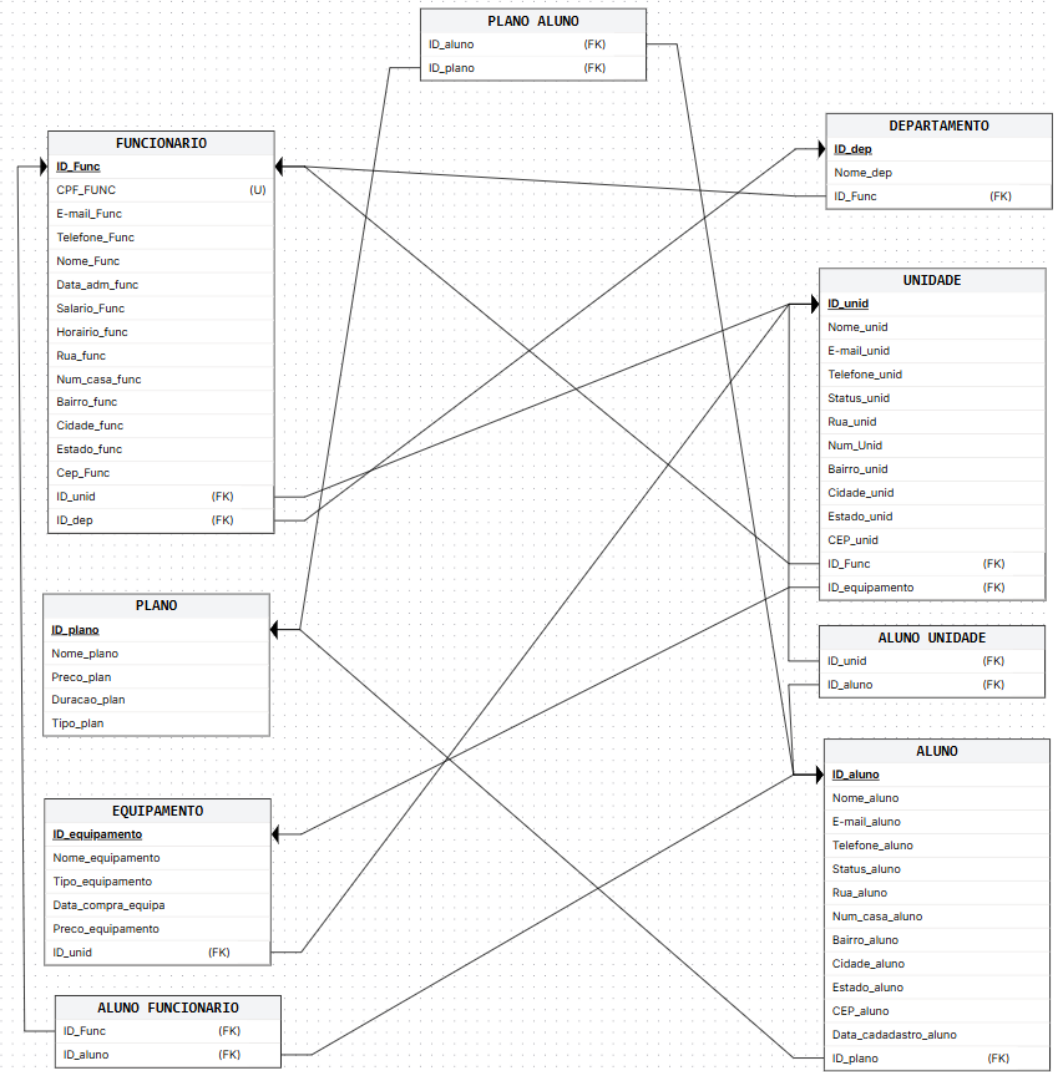 PLANO ALUNO
ID_aluno (FK)
ID_plano (FK)
FUNCIONARIO
ID_Func
CPF_FUNC (U)
E-mail_Func
Telefone_Func
Nome_Func
Data_adm_func
Salario_Func
Horairio_func
Rua_func
Num_casa_func
Bairro_func
Cidade_func
Estado_func
Cep_Func
ID_unid (FK)
ID_dep (FK)
DEPARTAMENTO
ID_dep
Nome_dep
ID_Func (FK)
UNIDADE
ID_unid
Nome_unid
E-mail_unid
Telefone_unid
Status_unid
Rua_unid
Num_Unid
Bairro_unid
Cidade_unid
Estado_unid
CEP_unid
ID_Func (FK)
ID_equipamento (FK)
PLANO
ID_plano
Nome_plano
Preco_plan
Duracao_plan
Tipo_plan
ALUNO UNIDADE
ID_unid (FK)
ID_aluno (FK)
EQUIPAMENTO
ID_equipamento
Nome_equipamento
Tipo_equipamento
Data_compra_equipa
Preco_equipamento
ID_unid (FK)
ALUNO
ID_aluno
Nome_aluno
E-mail_aluno
Telefone_aluno
Status_aluno
Rua_aluno
Num_casa_aluno
Bairro_aluno
Cidade_aluno
Estado_aluno
CEP_aluno
Data_cadadastro_aluno
ID_plano (FK)
ALUNO FUNCIONARIO
ID_Func (FK)
ID_aluno (FK)